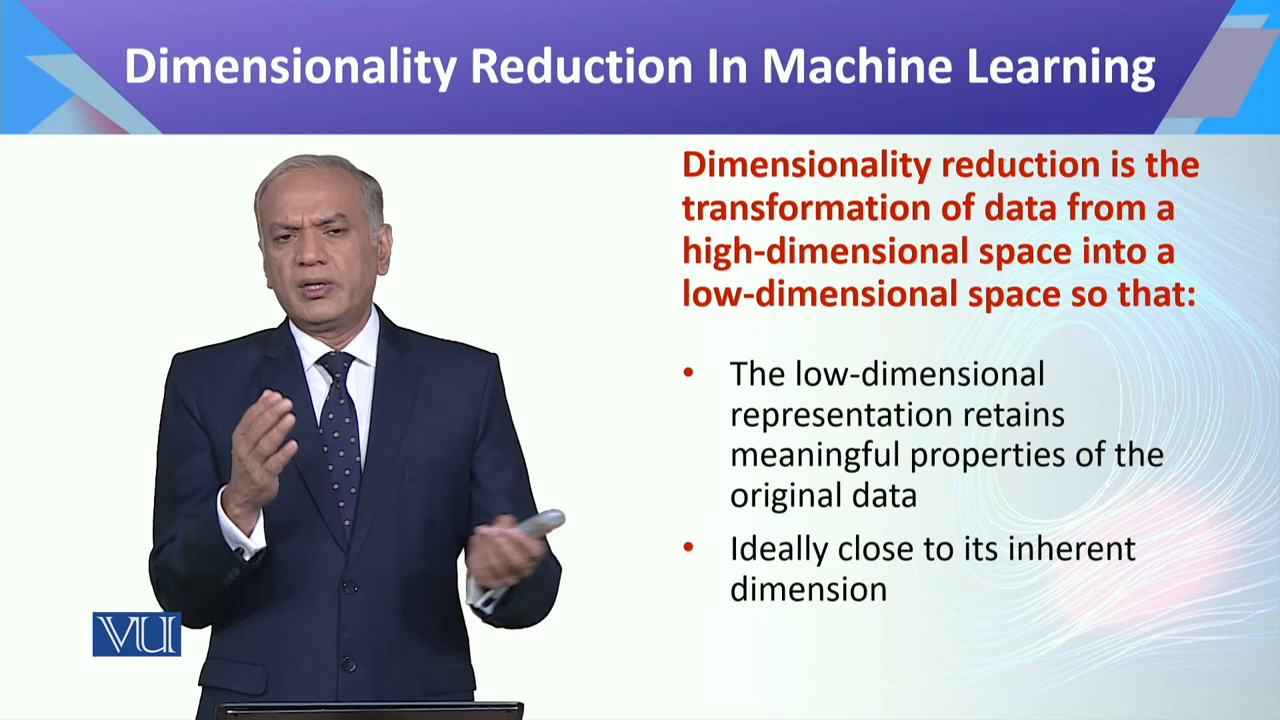 Dimensionality Reduction In Machine Learning
Dimensionality reduction is the
transformation of data from a
high-dimensional space into a
low-dimensional space so that:
• The low-dimensional
representation retains
meaningful properties of the
original data
• Ideally close to its inherent
dimension
VU